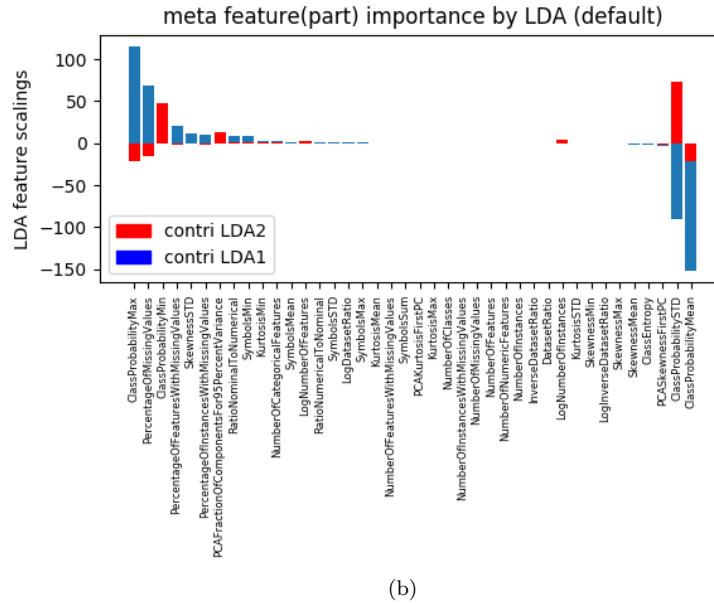 meta feature(part) importance by LDA (default)
LDA feature scalings
100
50
0
−50
−100
−150
contri LDA2
contri LDA1
ClassProbabilityMax
PercentageOfMissingValues
ClassProbabilityMin
PercentageOfFeaturesWithMissingValues
SkewnessSTD
PercentageOfInstancesWithMissingValues
PCAFractionOfComponentsFor95PercentVariance
RatioNominalToNumerical
SymbolsMin
KurtosisMin
NumberOfCategoricalFeatures
SymbolsMean
LogNumberOfFeatures
RatioNumericalToNominal
SymbolsSTD
LogDatasetRatio
SymbolsMax
KurtosisMean
NumberOfFeaturesWithMissingValues
SymbolsSum
PCAKurtosisFirstPC
KurtosisMax
NumberOfClasses
NumberOfInstancesWithMissingValues
NumberOfMissingValues
NumberOfFeatures
NumberOfNumericFeatures
NumberOfInstances
InverseDatasetRatio
DatasetRatio
LogNumberOfInstances
KurtosisSTD
SkewnessMin
LogInverseDatasetRatio
SkewnessMax
SkewnessMean
ClassEntropy
PCASkewnessFirstPC
ClassProbabilitySTD
ClassProbabilityMean
(b)